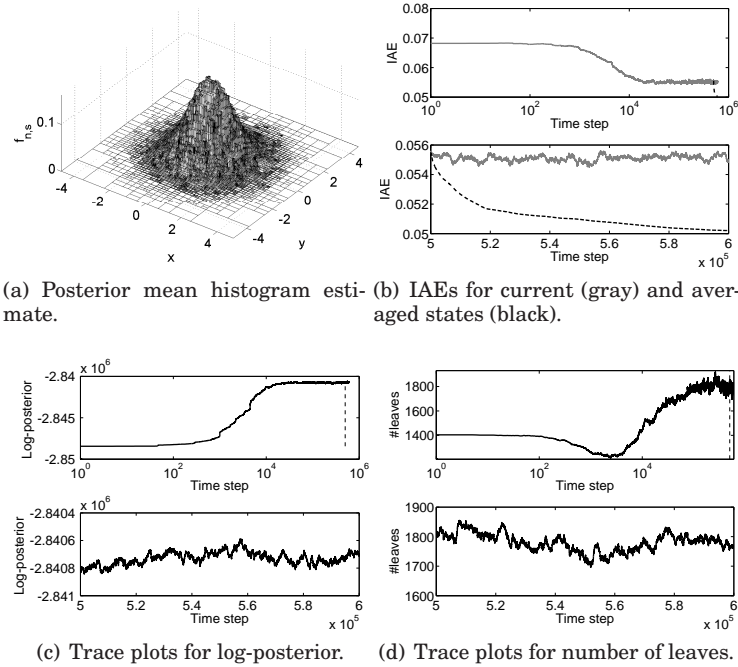 f_{n,s}
0.1
0
-4
-2
0
2
4
x
-4
-2
0
2
4
y
0.08
0.07
0.06
0.05
IAE
10^0
10^2
10^4
10^6
Time step
0.056
0.054
0.052
0.05
IAE
5
5.2
5.4
5.6
5.8
6
Time step
x 10^5
(a) Posterior mean histogram esti-
mate.
(b) IAEs for current (gray) and aver-
aged states (black).
x 10^6
-2.84
-2.845
-2.85
Log-posterior
10^0
10^2
10^4
10^6
Time step
x 10^6
-2.8404
-2.8406
-2.8408
-2.841
Log-posterior
5
5.2
5.4
5.6
5.8
6
Time step
x 10^5
1800
1600
1400
#leaves
10^0
10^2
10^4
Time step
1900
1800
1700
1600
#leaves
5
5.2
5.4
5.6
5.8
6
Time step
x 10^5
(c) Trace plots for log-posterior.
(d) Trace plots for number of leaves.